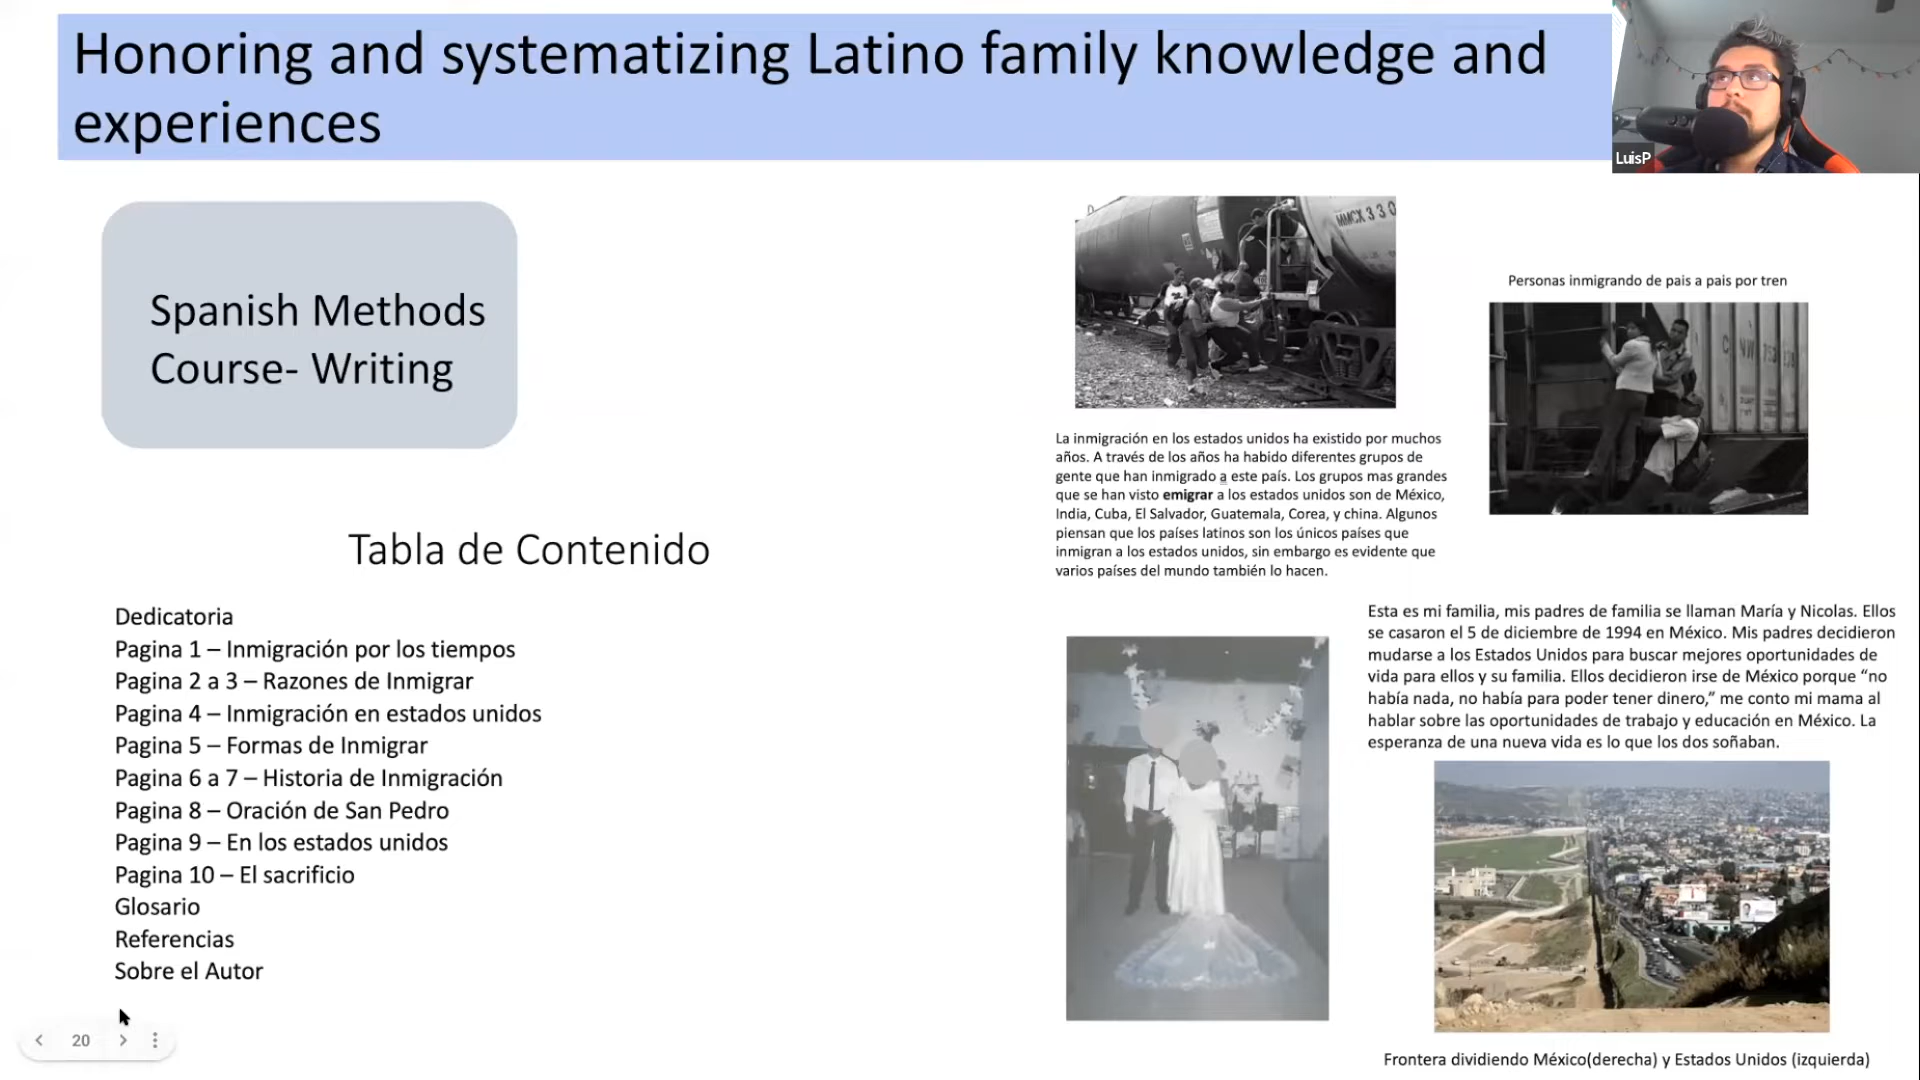 Honoring and systematizing Latino family knowledge and
experiences
LuisP
Spanish Methods
Course- Writing
Tabla de Contenido
Dedicatoria
Pagina 1 – Inmigración por los tiempos
Pagina 2 a 3 – Razones de Inmigrar
Pagina 4 – Inmigración en estados unidos
Pagina 5 – Formas de Inmigrar
Pagina 6 a 7 – Historia de Inmigración
Pagina 8 – Oración de San Pedro
Pagina 9 – En los estados unidos
Pagina 10 – El sacrificio
Glosario
Referencias
Sobre el Autor
20
MMCX 330
Personas inmigrando de pais a pais por tren
La inmigración en los estados unidos ha existido por muchos
años. A través de los años ha habido diferentes grupos de
gente que han inmigrado a este país. Los grupos mas grandes
que se han visto emigrar a los estados unidos son de México,
India, Cuba, El Salvador, Guatemala, Corea, y china. Algunos
piensan que los países latinos son los únicos países que
inmigran a los estados unidos, sin embargo es evidente que
varios países del mundo también lo hacen.
Esta es mi familia, mis padres de familia se llaman María y Nicolas. Ellos
se casaron el 5 de diciembre de 1994 en México. Mis padres decidieron
mudarse a los Estados Unidos para buscar mejores oportunidades de
vida para ellos y su familia. Ellos decidieron irse de México porque “no
había nada, no había para poder tener dinero,” me conto mi mama al
hablar sobre las oportunidades de trabajo y educación en México. La
esperanza de una nueva vida es lo que los dos soñaban.
Frontera dividiendo México(derecha) y Estados Unidos (izquierda)